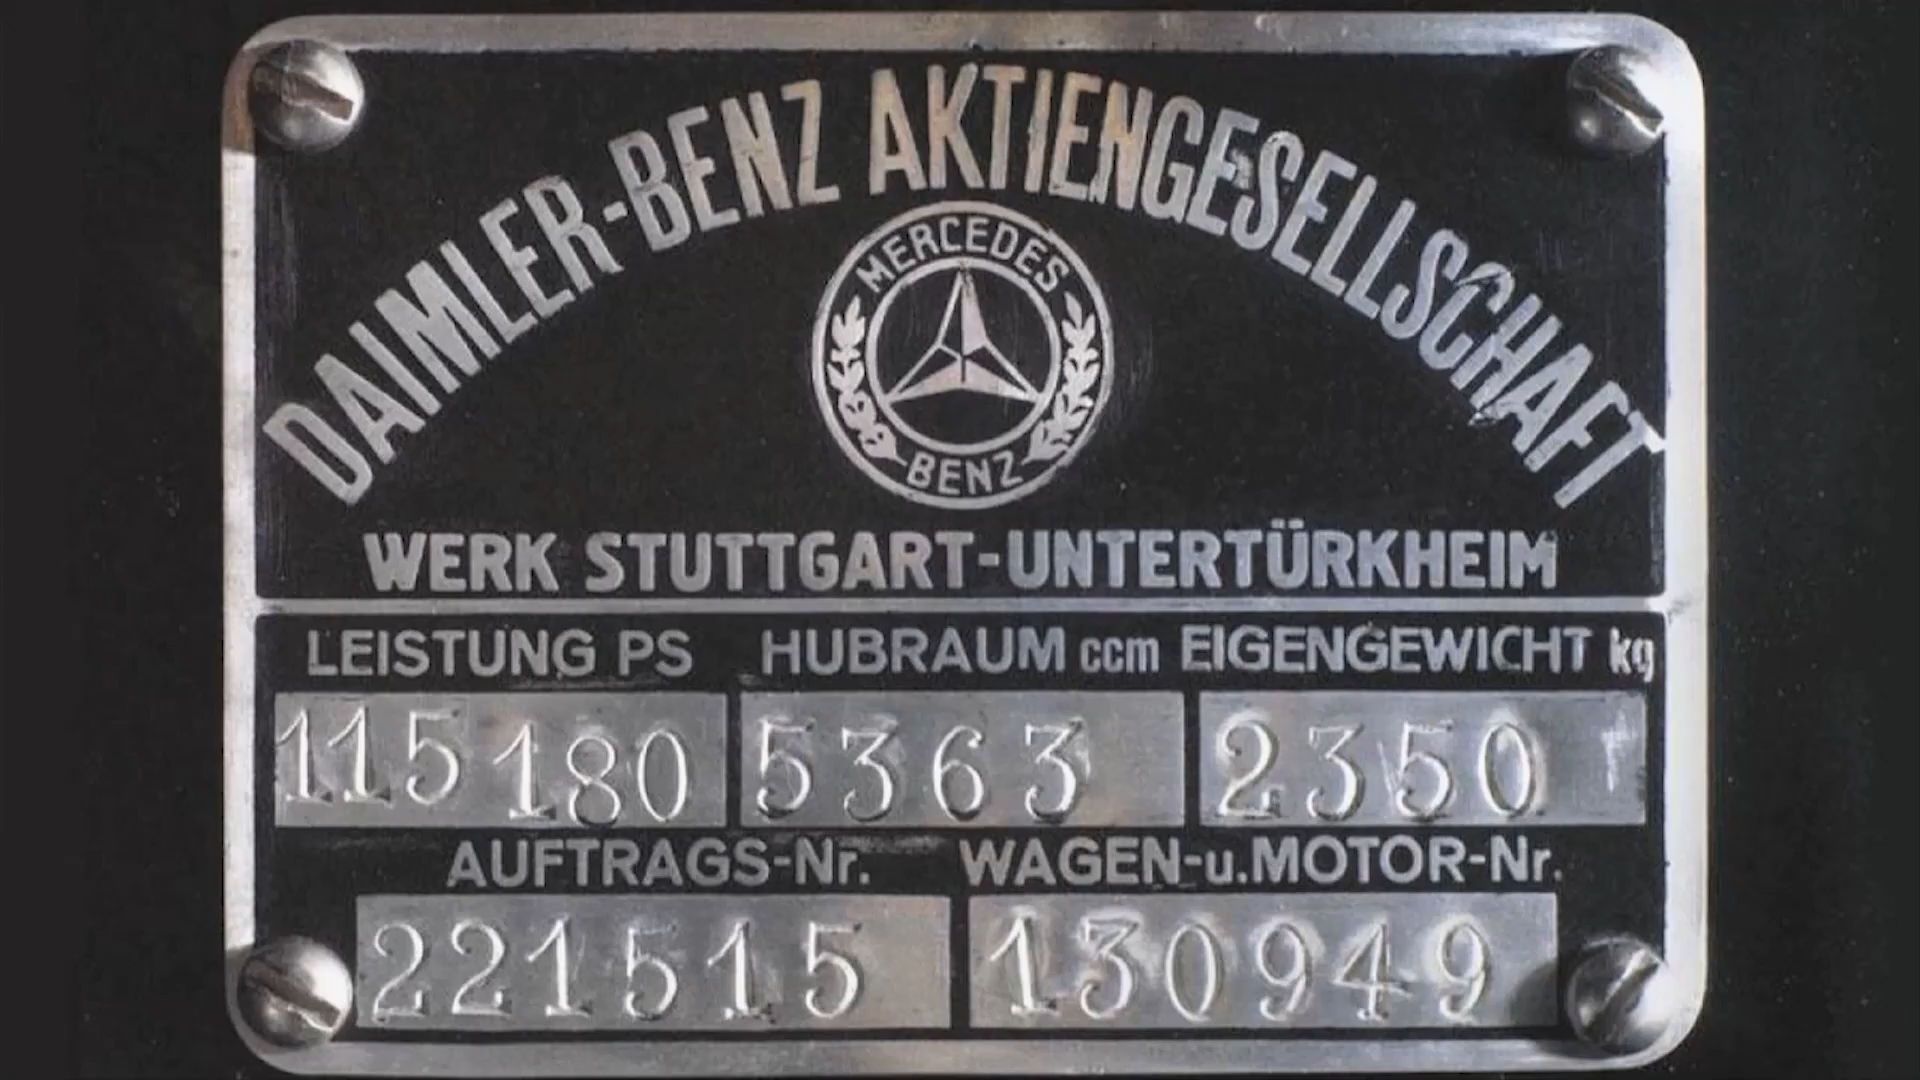 DAIMLER-BENZ AKTIENGESELLSCHAFT
MERCEDES
BENZ
WERK STUTTGART-UNTERTÜRKHEIM
LEISTUNG PS HUBRAUM ccm EIGENGEWICHT kg
115 180 5363 2350
AUFTRAGS-Nr. WAGEN-u.MOTOR-Nr.
221515 130949